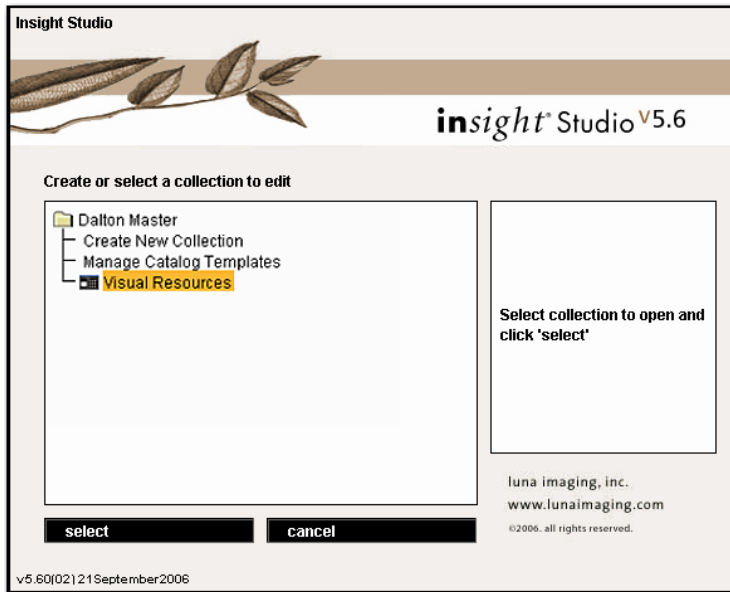 Insight Studio
insight® Studio v5.6
Create or select a collection to edit
Dalton Master
Create New Collection
Manage Catalog Templates
Visual Resources
Select collection to open and
click 'select'
luna imaging, inc.
www.lunaimaging.com
©2006. all rights reserved.
select
cancel
v5.60(02) 21September2006